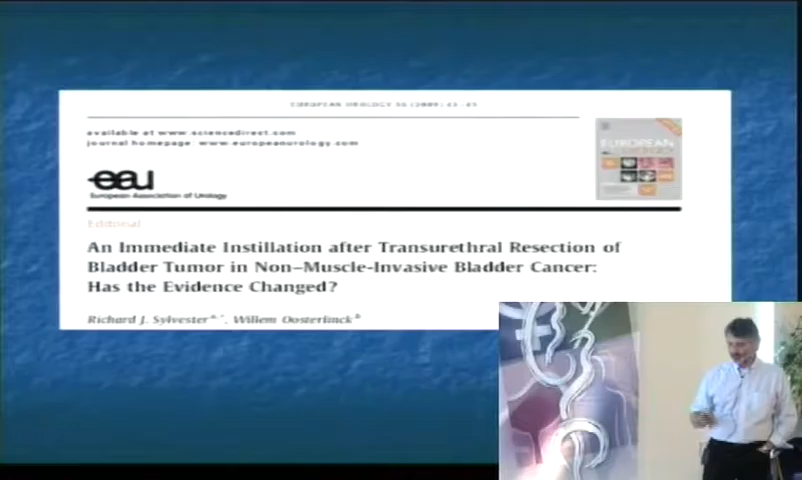 EUROPEAN UROLOGY 56 (2009) 43–45
available at www.sciencedirect.com
journal homepage: www.europeanurology.com
EUROPEAN
eau
European Association of Urology
Editorial
An Immediate Instillation after Transurethral Resection of
Bladder Tumor in Non–Muscle-Invasive Bladder Cancer:
Has the Evidence Changed?
Richard J. Sylvester a,*, Willem Oosterlinck b